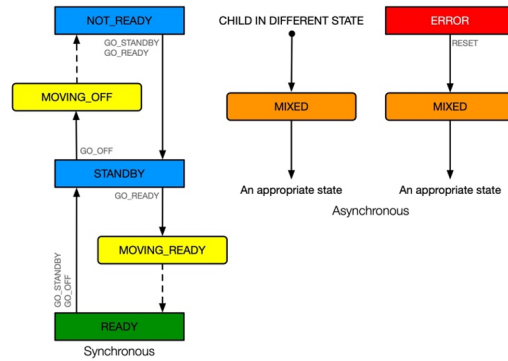 NOT_READY
GO_STANDBY
GO_READY
MOVING_OFF
GO_OFF
STANDBY
GO_READY
MOVING_READY
GO_STANDBY
GO_OFF
READY
Synchronous
CHILD IN DIFFERENT STATE
MIXED
An appropriate state
ERROR
RESET
MIXED
An appropriate state
Asynchronous